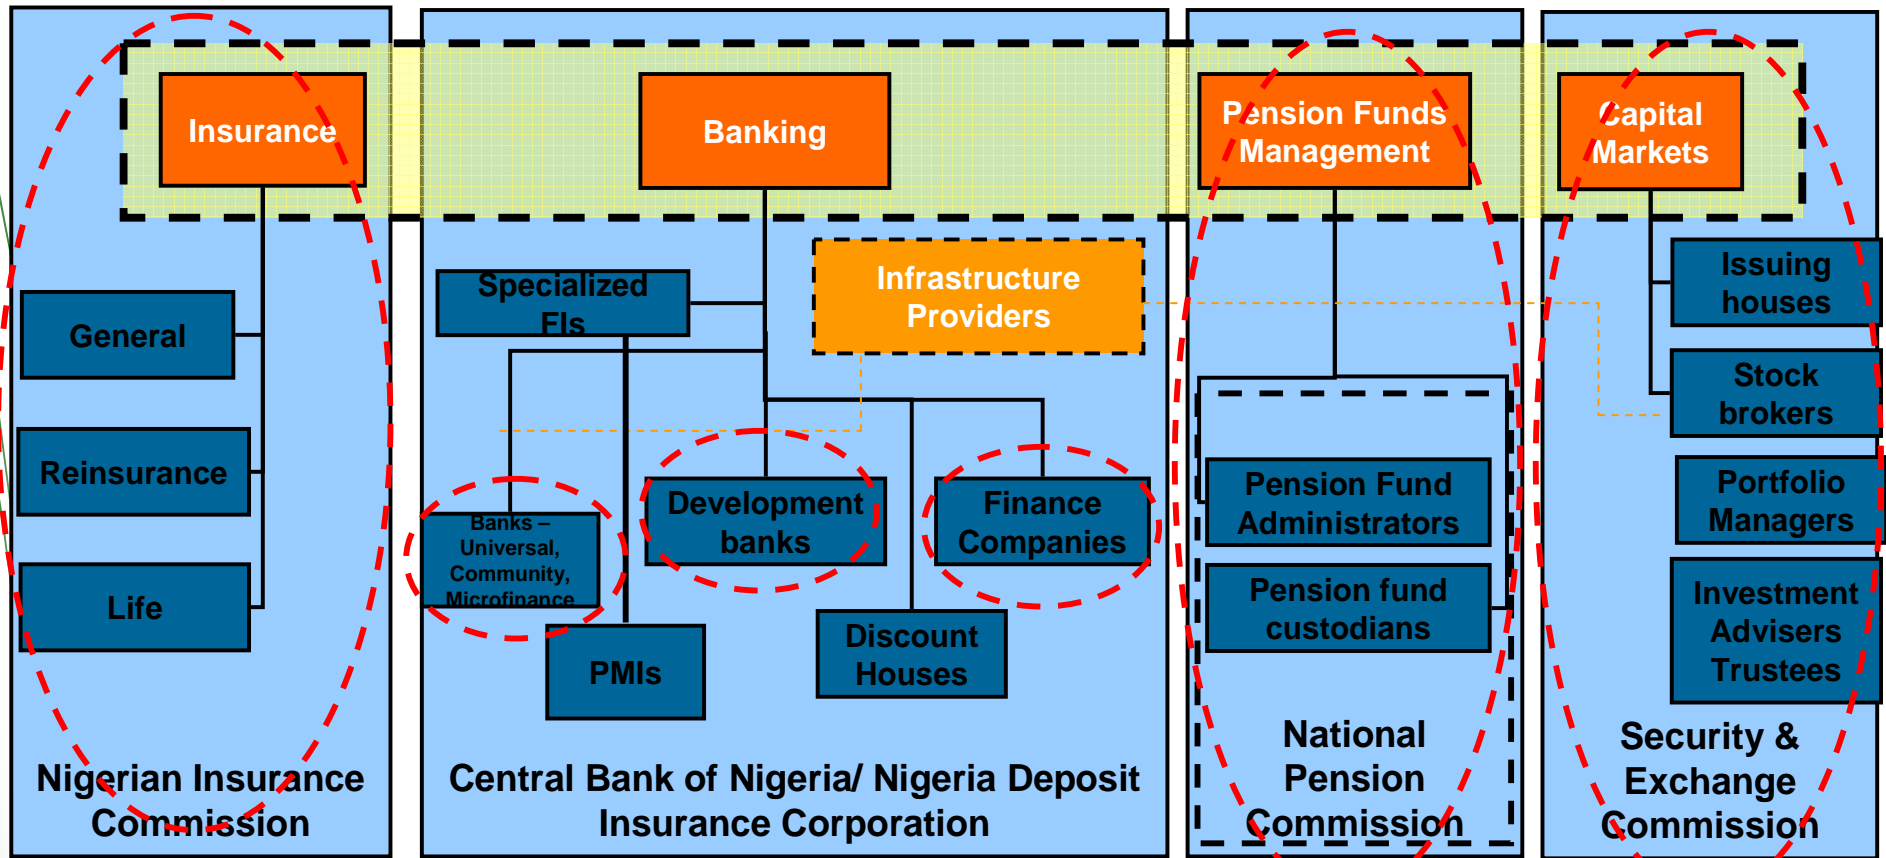 Insurance
Banking
Pension Funds
Management
Capital
Markets
General
Reinsurance
Life
Nigerian Insurance
Commission
Specialized
FIs
Infrastructure
Providers
Banks –
Universal,
Community,
Microfinance
Development
banks
Finance
Companies
PMIs
Discount
Houses
Central Bank of Nigeria/ Nigeria Deposit
Insurance Corporation
Pension Fund
Administrators
Pension fund
custodians
National
Pension
Commission
Issuing
houses
Stock
brokers
Portfolio
Managers
Investment
Advisers
Trustees
Security &
Exchange
Commission